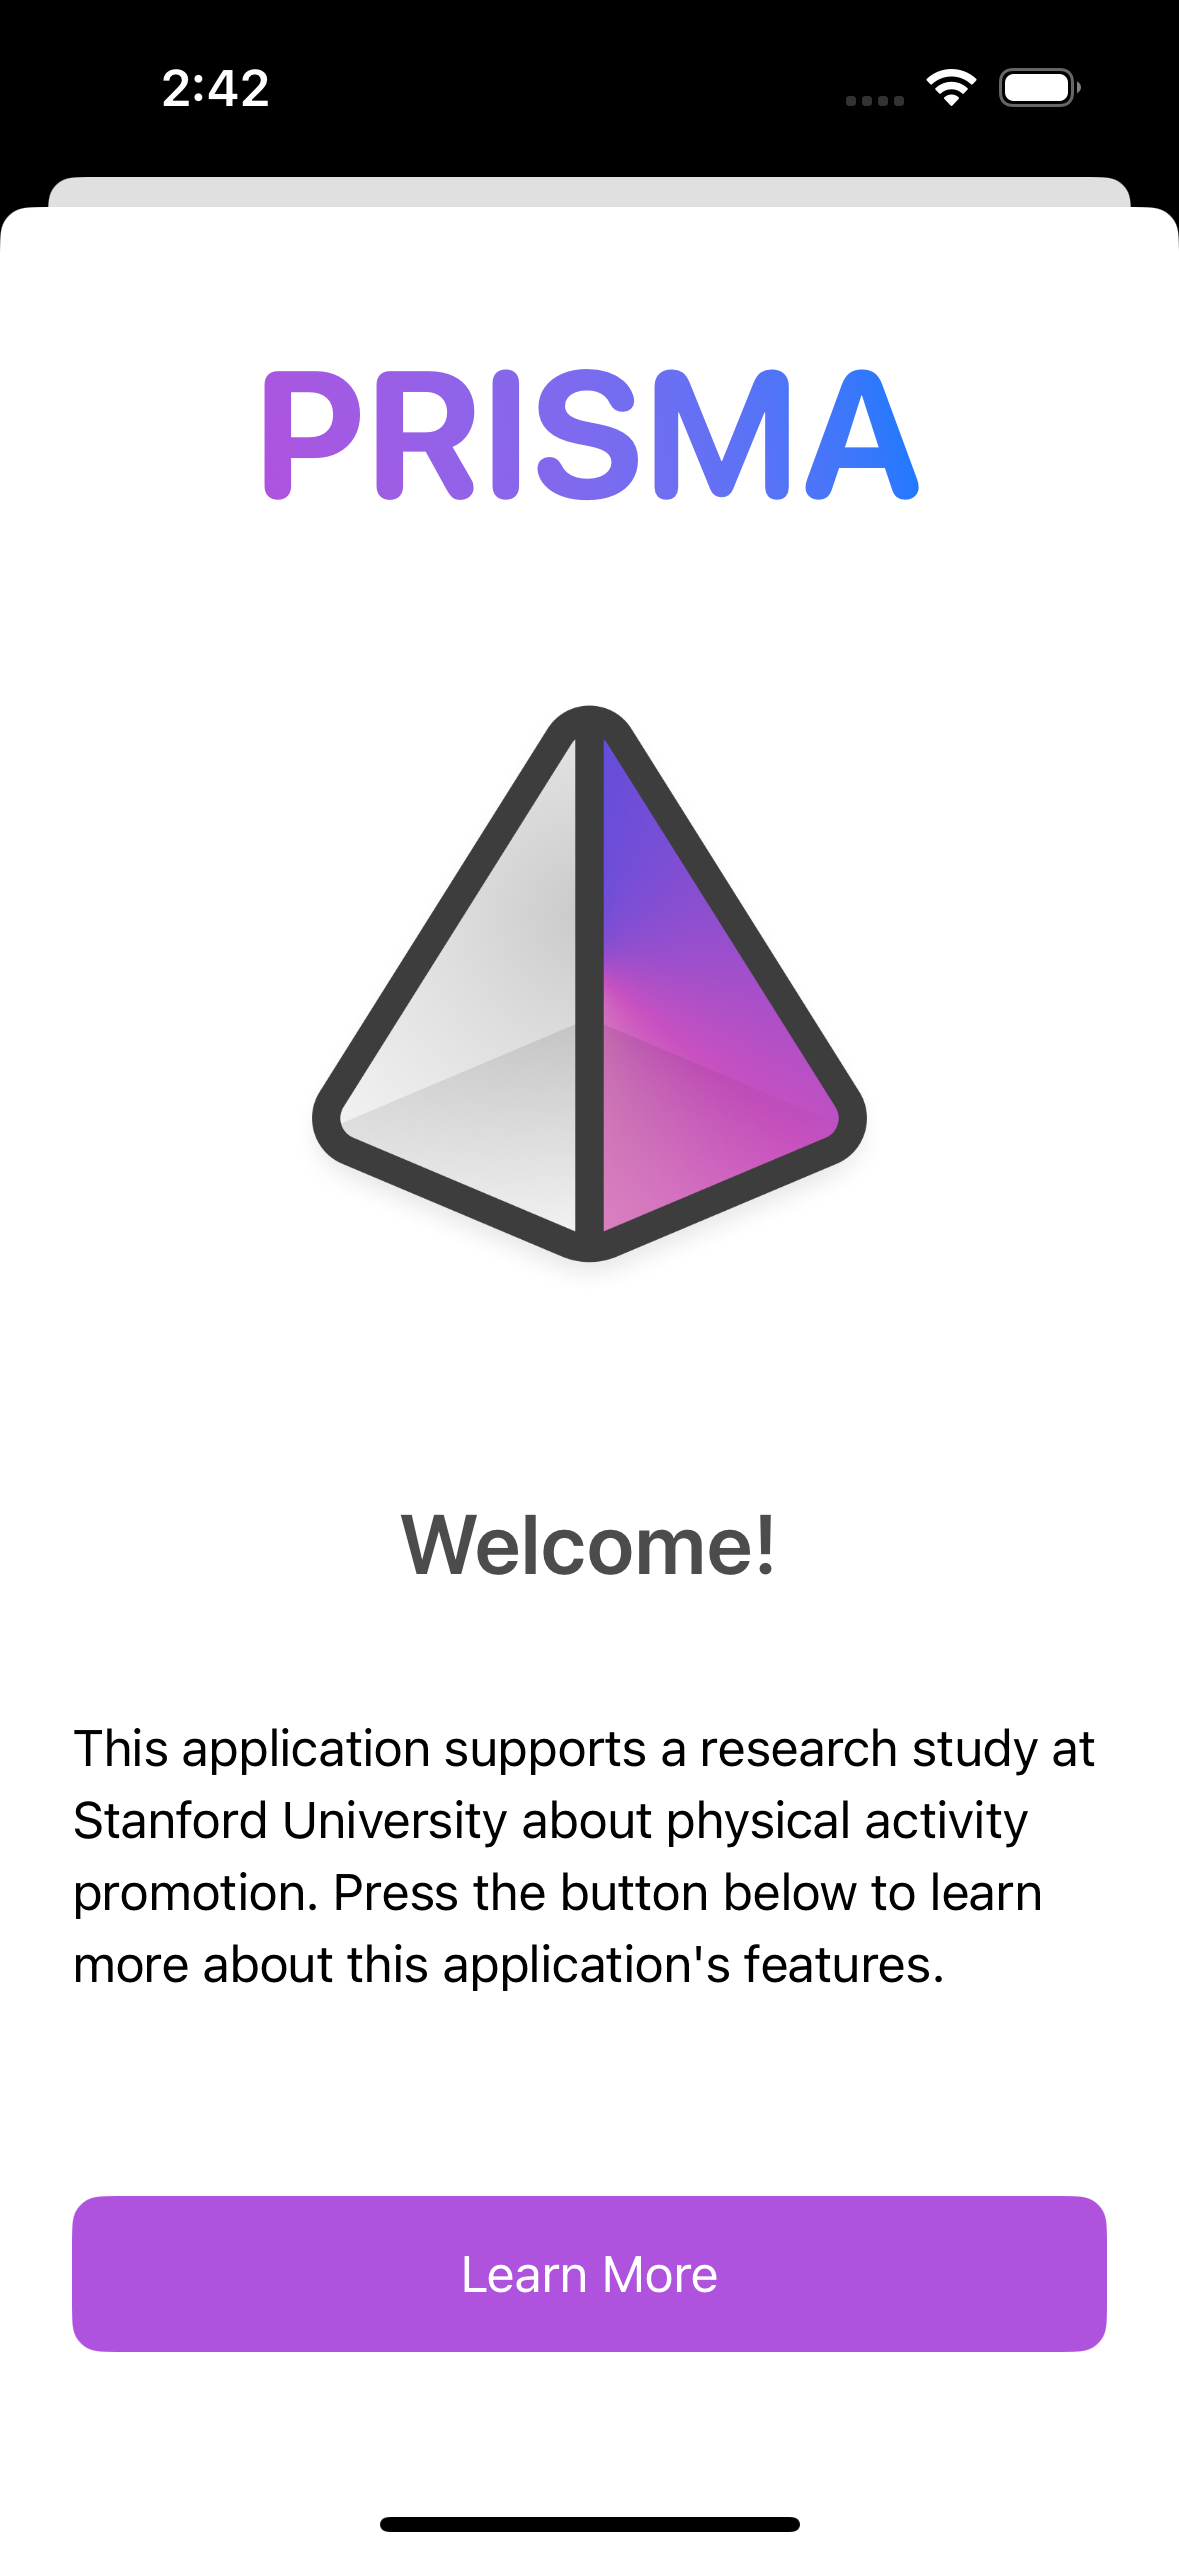 2:42
PRISMA
Welcome!
This application supports a research study at
Stanford University about physical activity
promotion. Press the button below to learn
more about this application's features.
Learn More